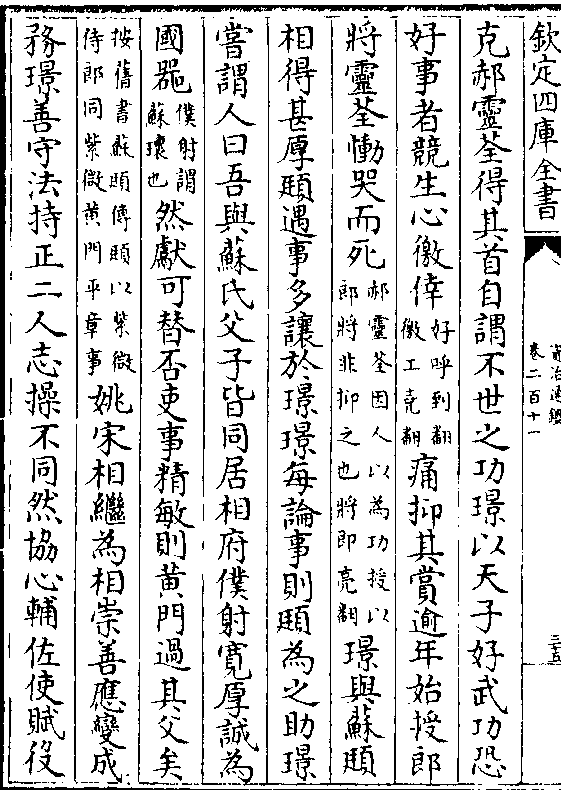 欽定四庫全書
資治通鑑
卷二百十一
三五
克郝靈荃得其首自謂不世之功璟以天子好武功恐
好事者競生心徼倖好呼到翻徼工克翻痛抑其賞逾年始授郎
將靈荃慟哭而死郝靈荃因人以為功授以郎將非抑之也將即亮翻璟與蘇頲
相得甚厚頲遇事多讓於璟璟每論事則頲為之助璟
嘗謂人曰吾與蘇氏父子皆同居相府僕射寛厚誠為
國器僕射謂蘇瓌也然獻可替否吏事精敏則黄門過其父矣
按舊書蘇頲傳頲以紫微侍郎同紫微黄門平章事姚宋相繼為相崇善應變成
務璟善守法持正二人志操不同然協心輔佐使賦役